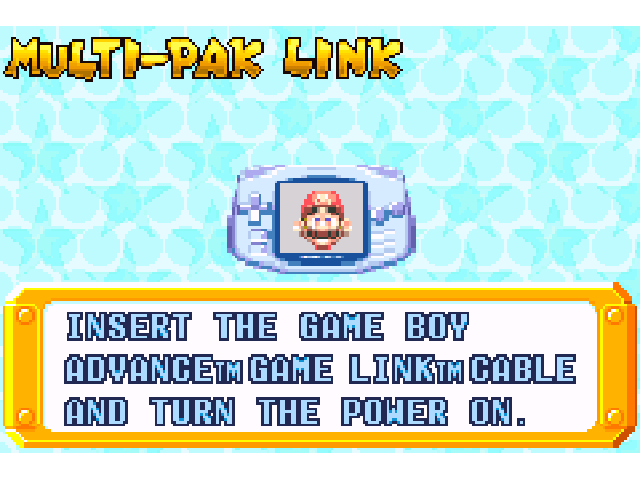 MULTI-PAK LINK
INSERT THE GAME BOY
ADVANCE™ GAME LINK™ CABLE
AND TURN THE POWER ON.